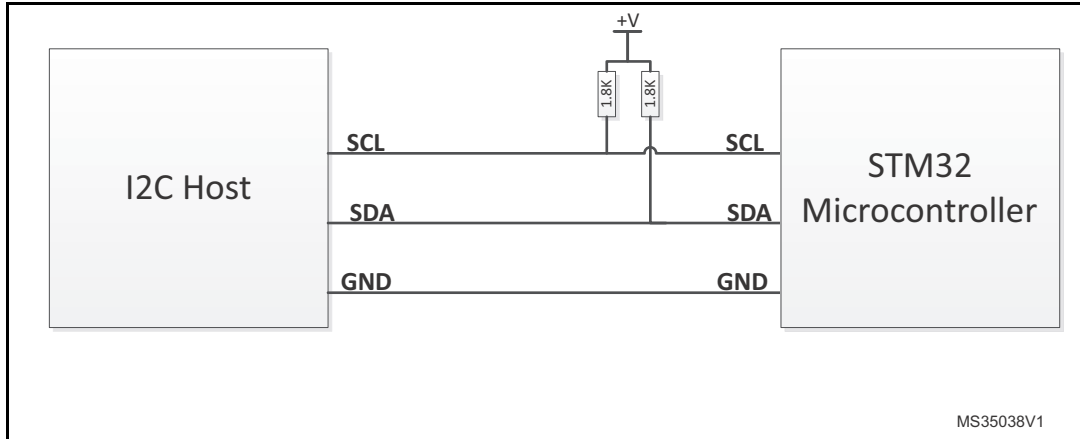 +V
1.8K
1.8K
SCL
SCL
I2C Host
STM32
Microcontroller
SDA
SDA
GND
GND
MS35038V1